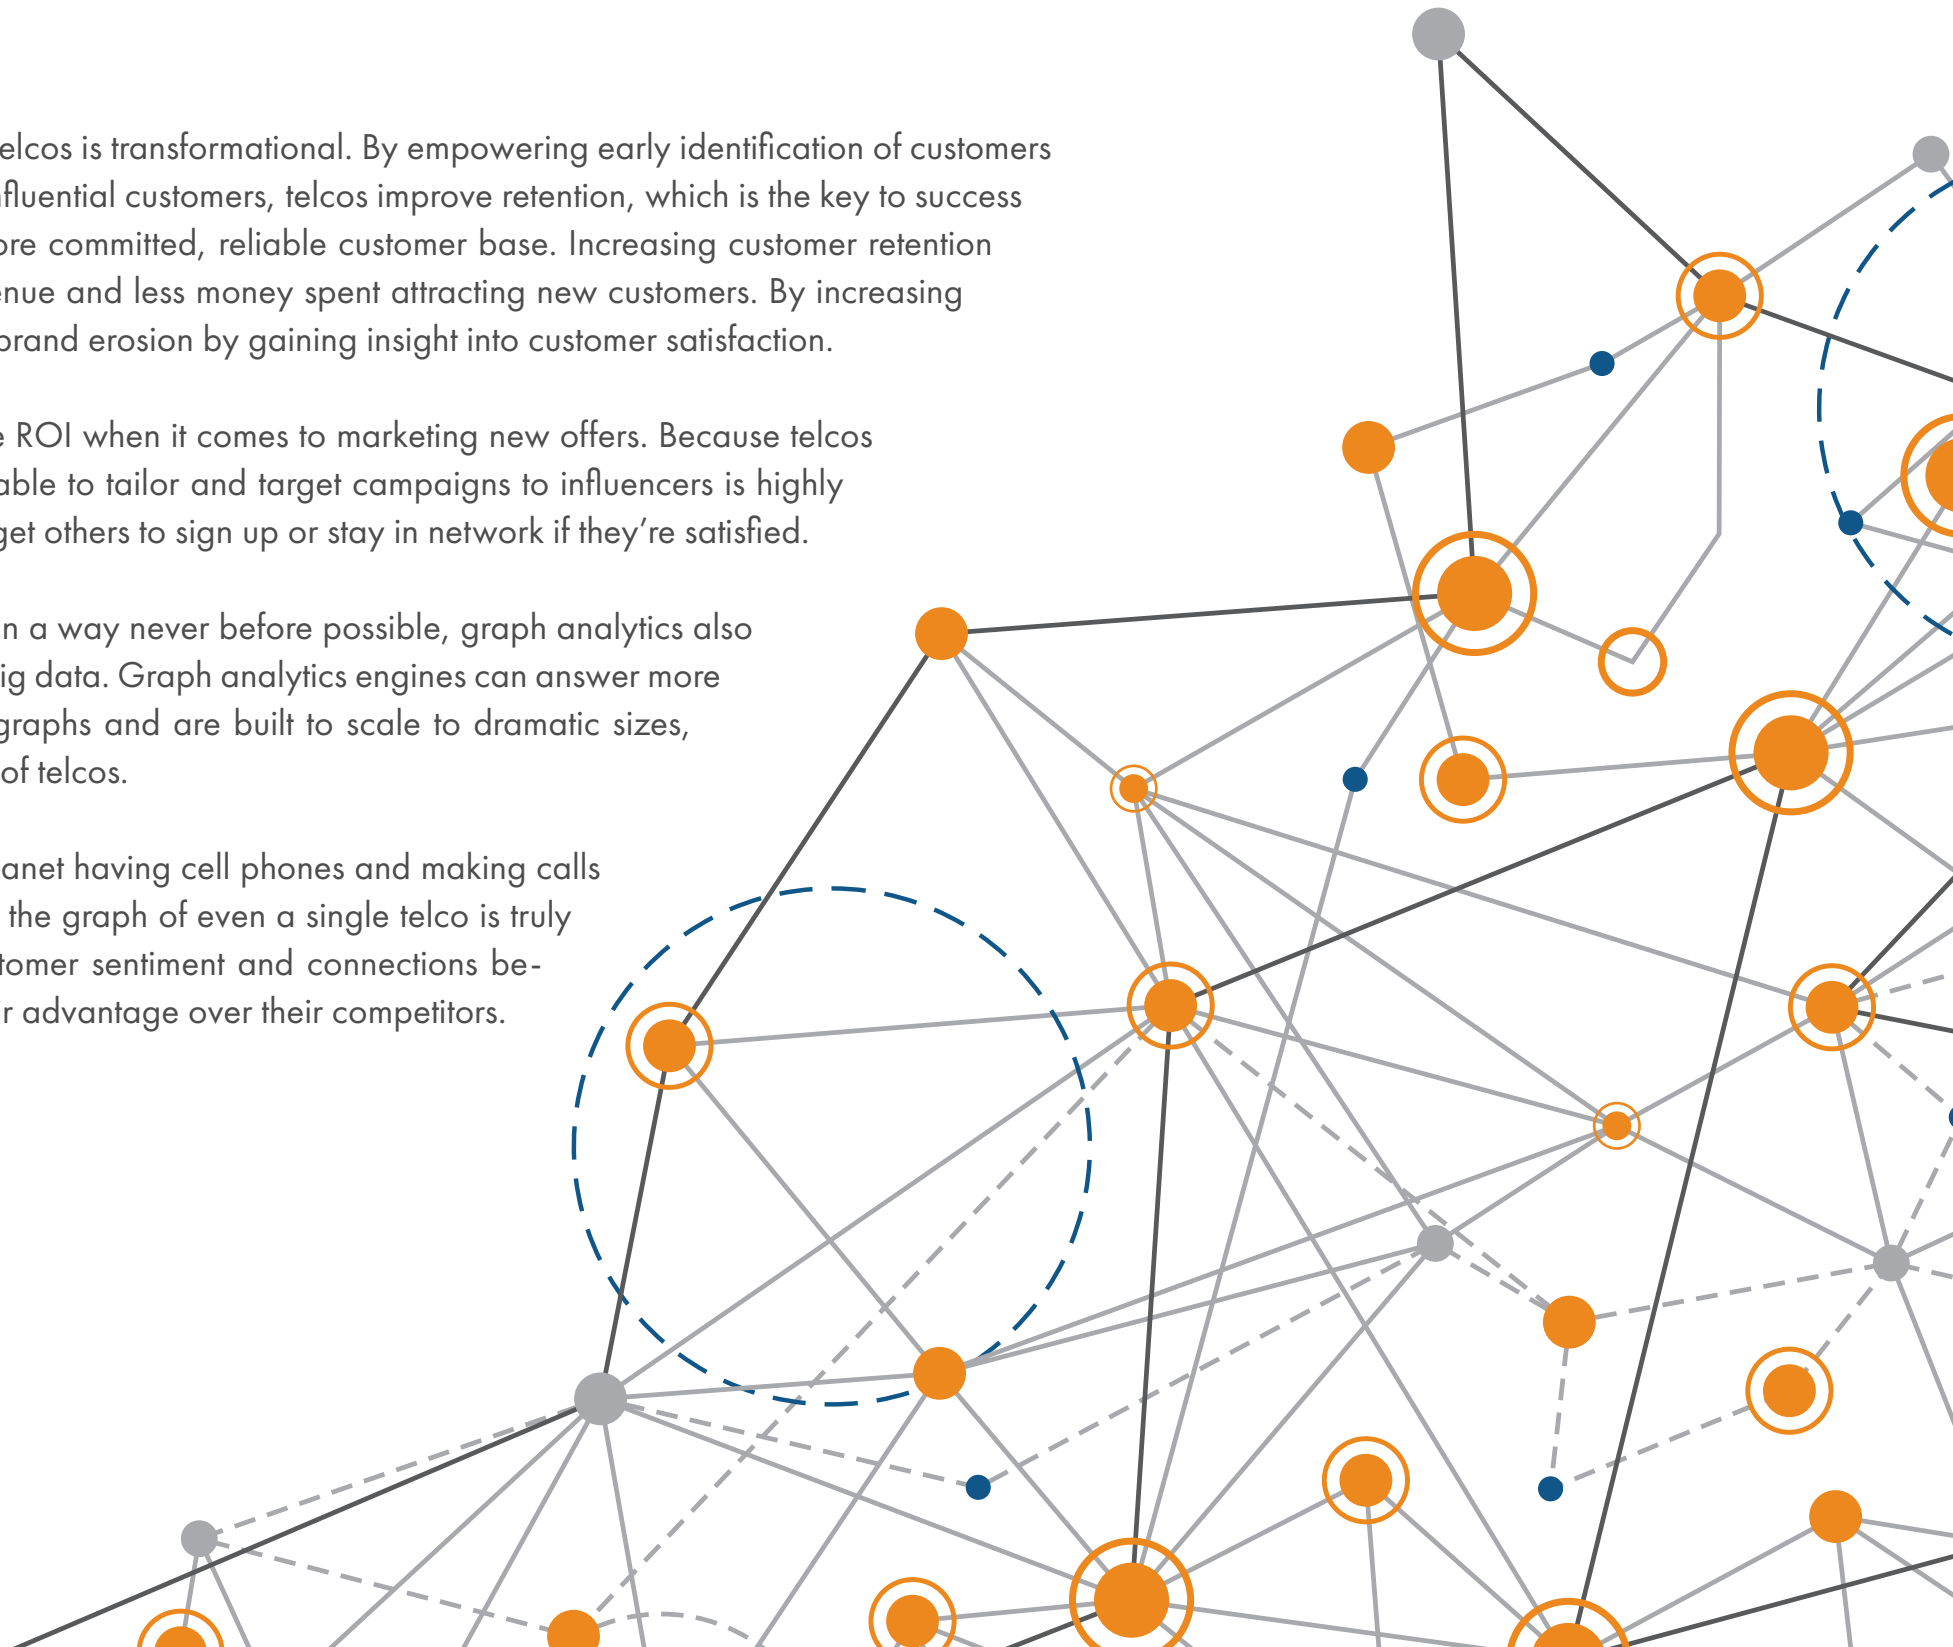 elcos is transformational. By empowering early identification of customers
fluential customers, telcos improve retention, which is the key to success
ore committed, reliable customer base. Increasing customer retention
enue and less money spent attracting new customers. By increasing
brand erosion by gaining insight into customer satisfaction.
e ROI when it comes to marketing new offers. Because telcos
able to tailor and target campaigns to influencers is highly
get others to sign up or stay in network if they’re satisfied.
n a way never before possible, graph analytics also
ig data. Graph analytics engines can answer more
graphs and are built to scale to dramatic sizes,
of telcos.
anet having cell phones and making calls
the graph of even a single telco is truly
tomer sentiment and connections be-
r advantage over their competitors.